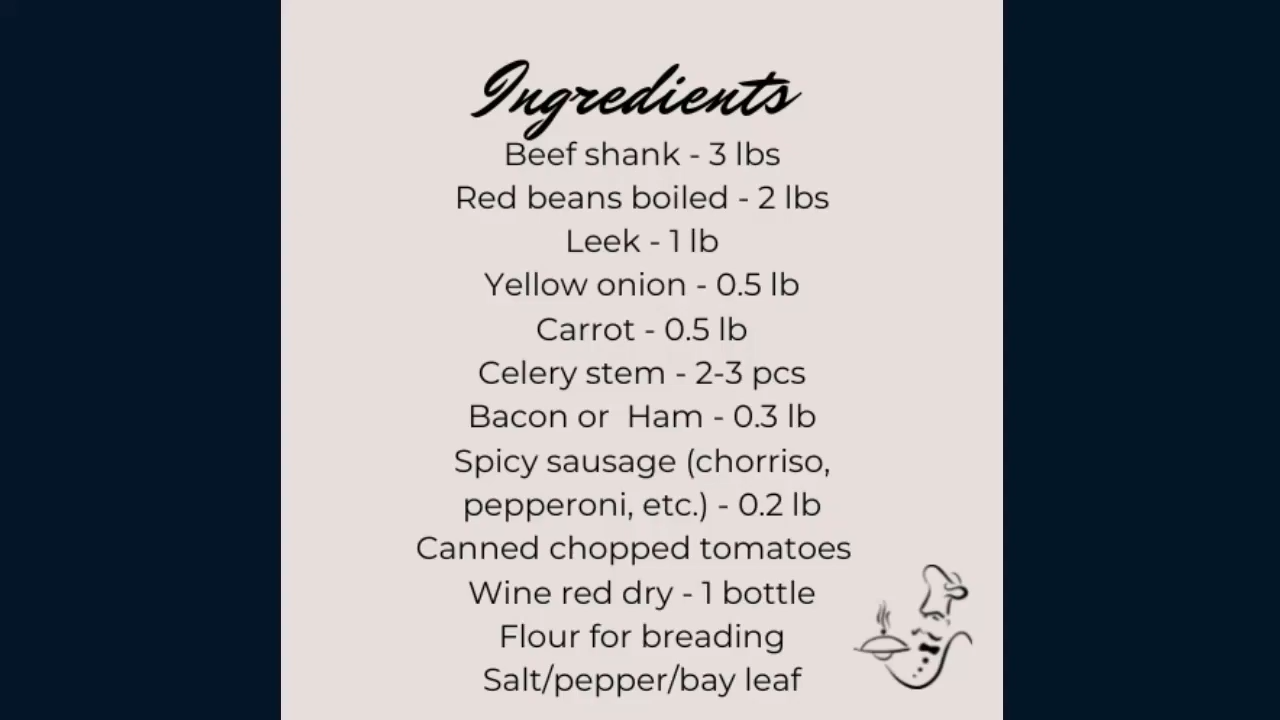 Ingredients
Beef shank - 3 lbs
Red beans boiled - 2 lbs
Leek - 1 lb
Yellow onion - 0.5 lb
Carrot - 0.5 lb
Celery stem - 2-3 pcs
Bacon or  Ham - 0.3 lb
Spicy sausage (chorriso,
pepperoni, etc.) - 0.2 lb
Canned chopped tomatoes
Wine red dry - 1 bottle
Flour for breading
Salt/pepper/bay leaf